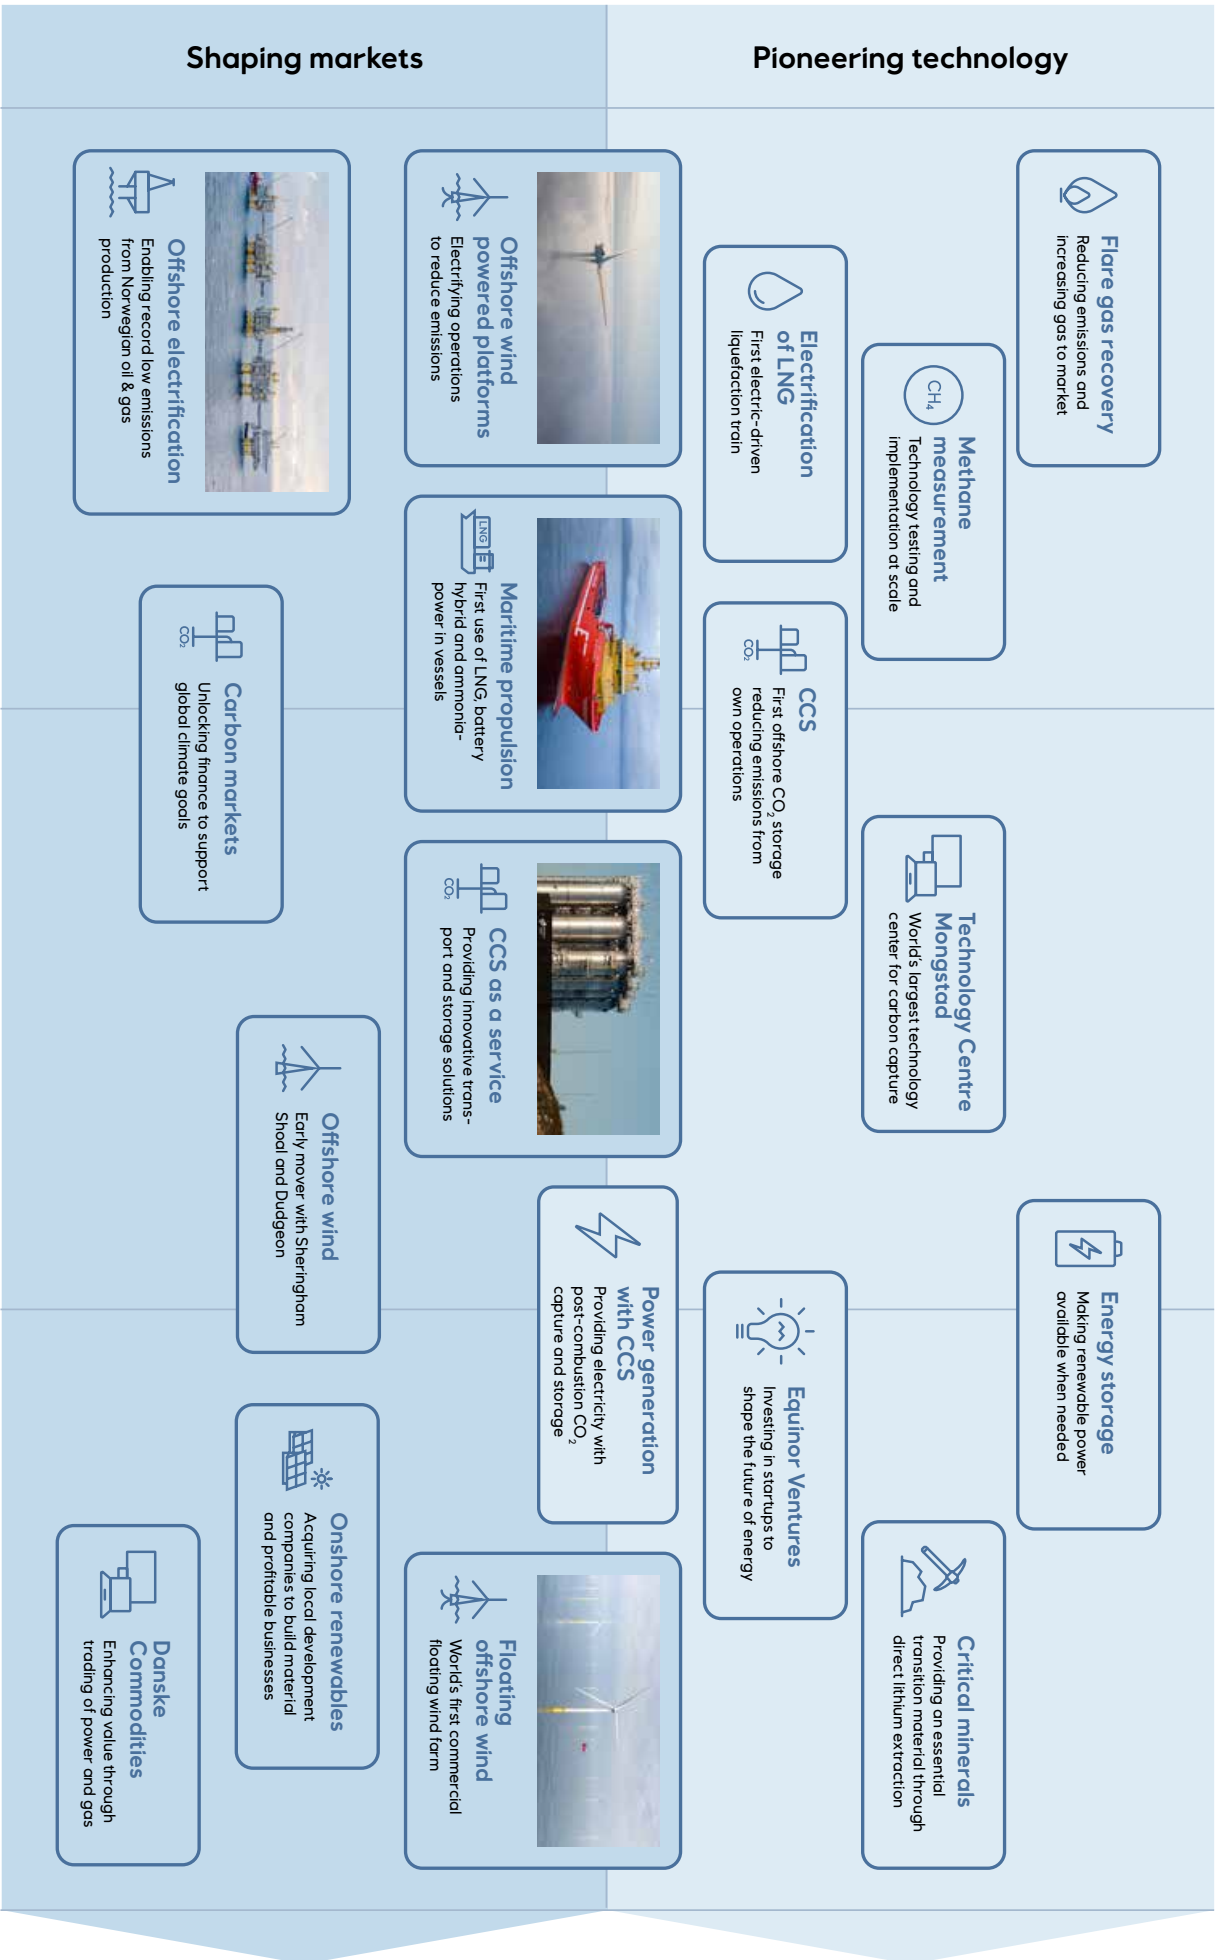 Shaping markets
Pioneering technology
Flare gas recovery
Reducing emissions and
increasing gas to market
Methane
measurement
Technology testing and
implementation at scale
Electrification
of LNG
First electric-driven
liquefaction train
CH₄
Offshore wind
powered platforms
Electrifying operations
to reduce emissions
Offshore electrification
Enabling record low emissions
from Norwegian oil & gas
production
CCS
First offshore CO₂ storage
reducing emissions from
own operations
CO₂
Maritime propulsion
First use of LNG, battery
hybrid and ammonia-
power in vessels
LNG
Carbon markets
Unlocking finance to support
global climate goals
CO₂
Technology Centre
Mongstad
World's largest technology
center for carbon capture
CCS as a service
Providing innovative trans-
port and storage solutions
CO₂
Offshore wind
Early mover with Sheringham
Shoal and Dudgeon
Energy storage
Making renewable power
available when needed
Equinor Ventures
Investing in startups to
shape the future of energy
Power generation
with CCS
Providing electricity with
post-combustion CO₂
capture and storage
Onshore renewables
Acquiring local development
companies to build material
and profitable businesses
Critical minerals
Providing an essential
transition material through
direct lithium extraction
Floating
offshore wind
World's first commercial
floating wind farm
Danske
Commodities
Enhancing value through
trading of power and gas